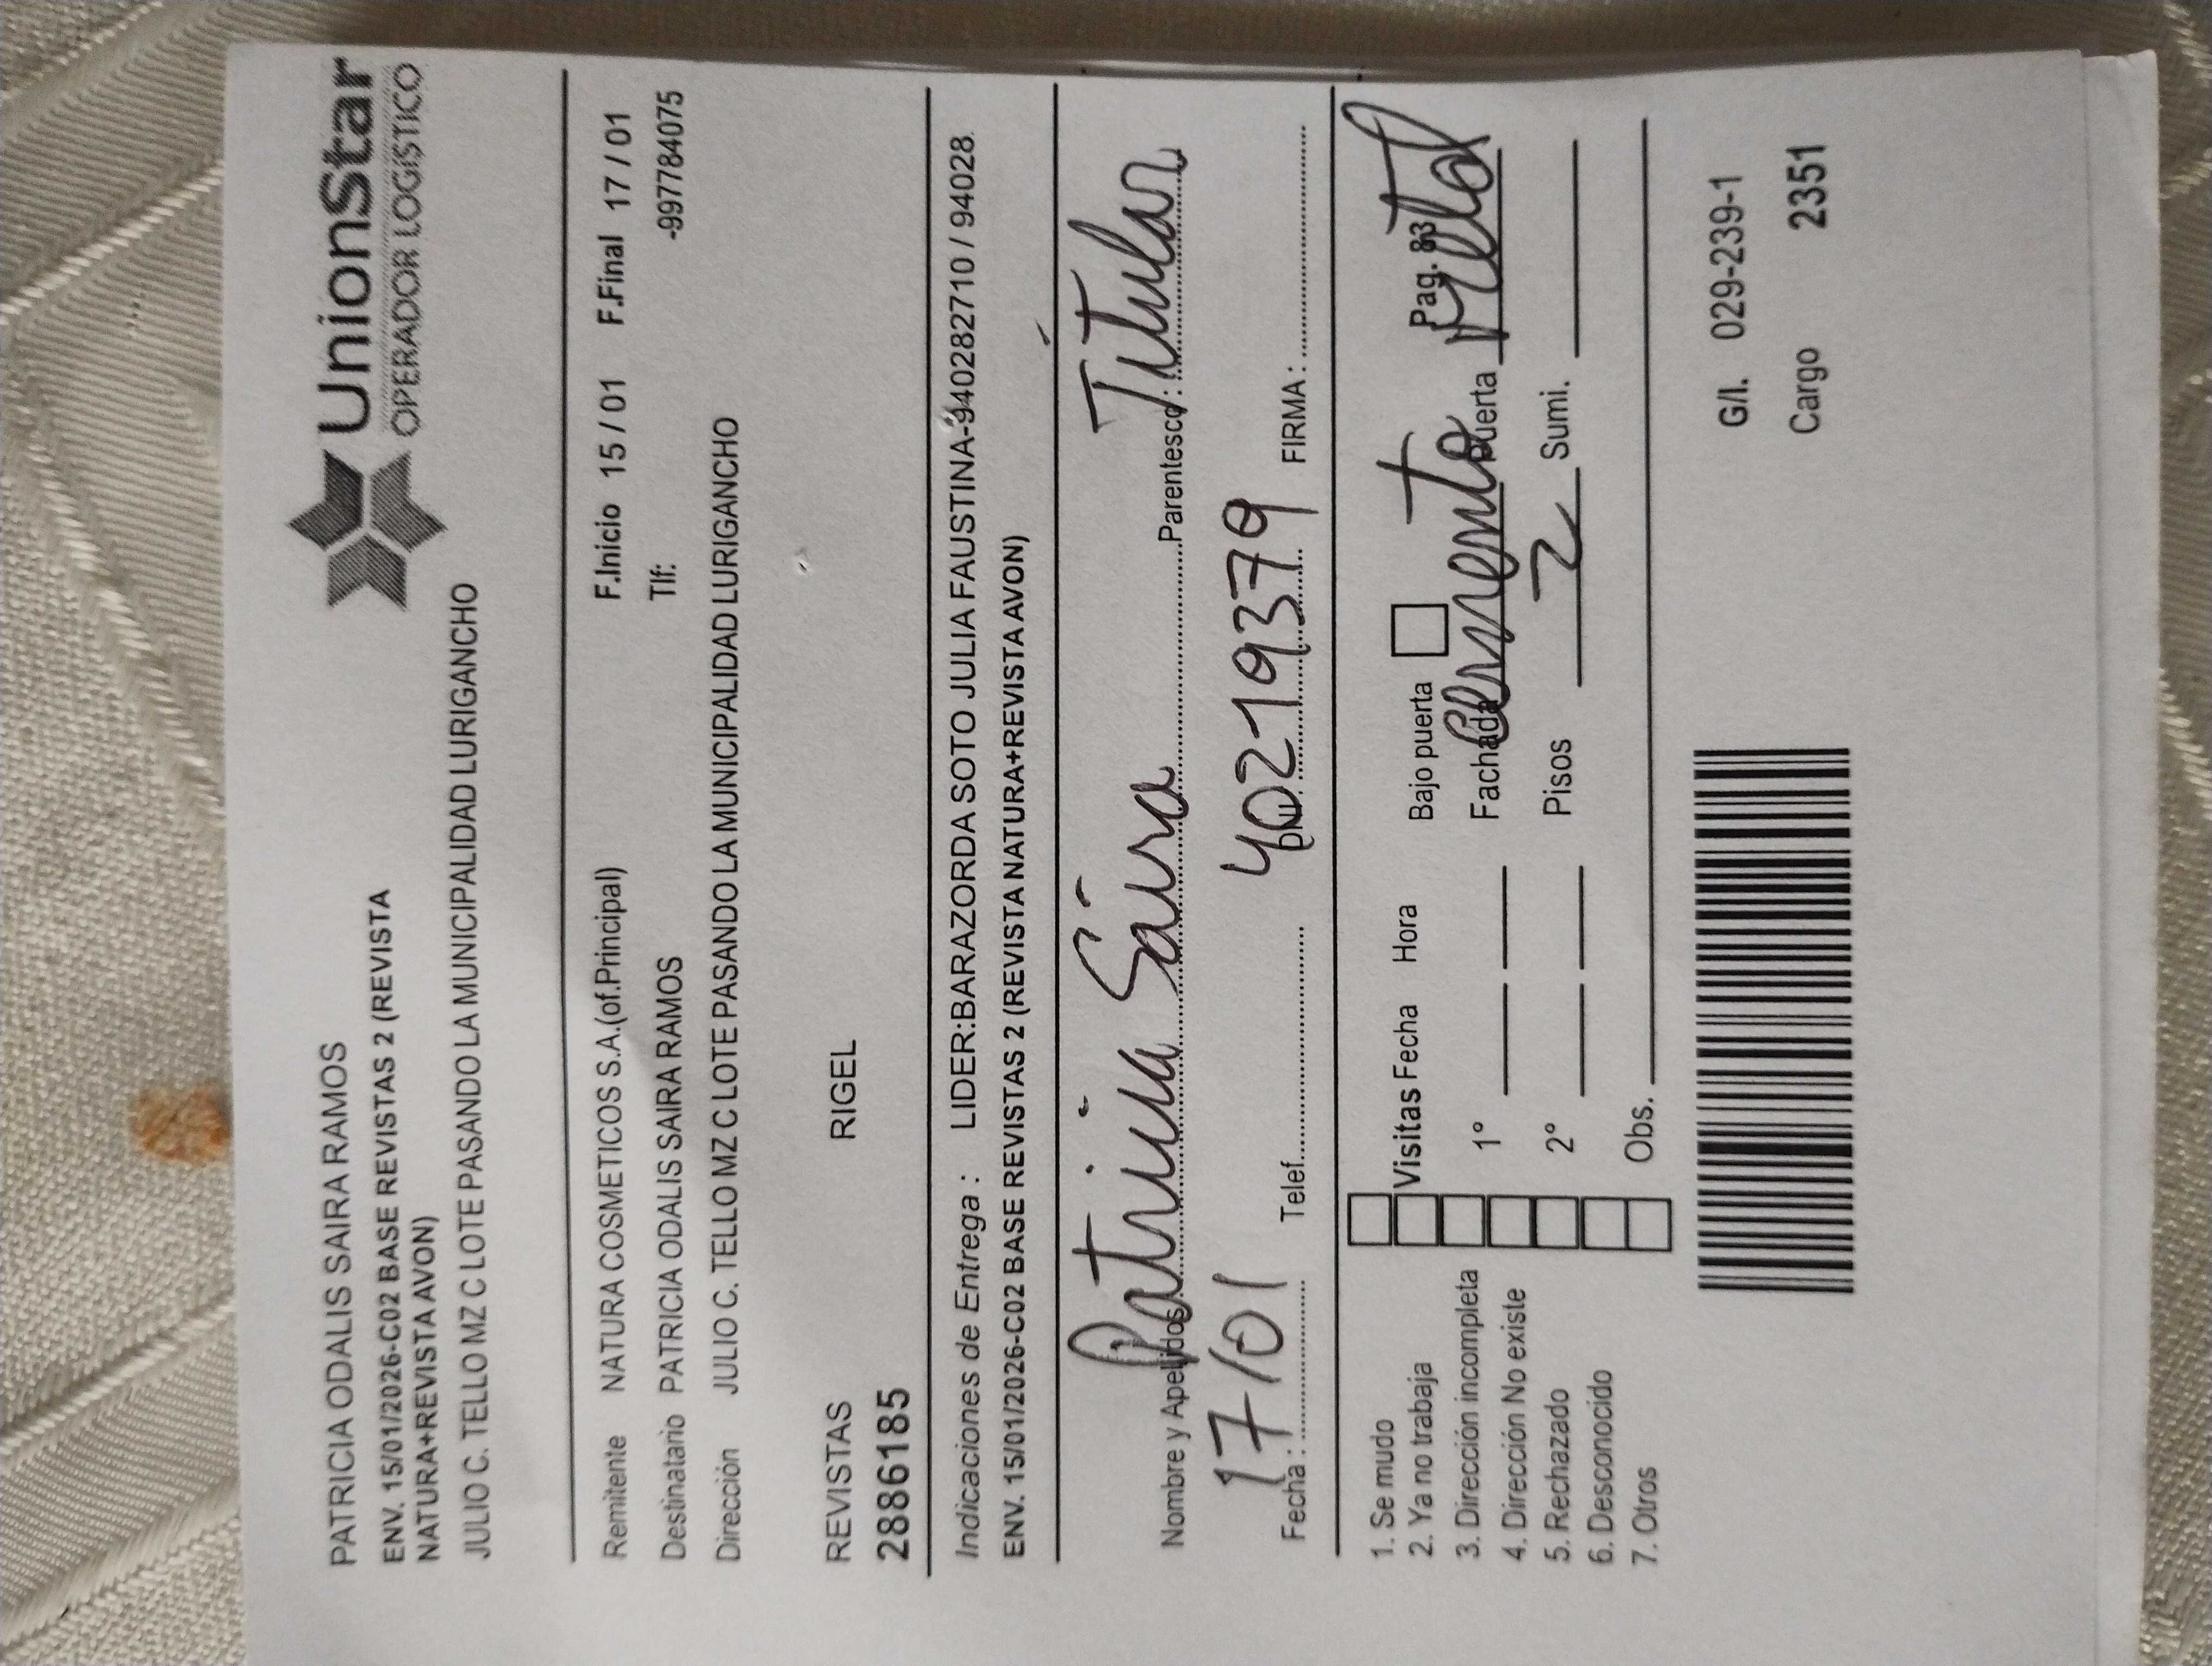 UnionStar
OPERADOR LOGÍSTICO
PATRICIA ODALIS SAIRA RAMOS
ENV. 15/01/2026-C02 BASE REVISTAS 2 (REVISTA
NATURA+REVISTA AVON)
JULIO C. TELLO MZ C LOTE PASANDO LA MUNICIPALIDAD LURIGANCHO
Remitente NATURA COSMETICOS S.A.(of.Principal) F.Inicio 15 / 01 F.Final 17 / 01
Destinatario PATRICIA ODALIS SAIRA RAMOS Tlf: -997784075
Dirección JULIO C. TELLO MZ C LOTE PASANDO LA MUNICIPALIDAD LURIGANCHO
REVISTAS RIGEL
28886185
Indicaciones de Entrega : LIDER:BARAZORDA SOTO JULIA FAUSTINA-940282710 / 94028
ENV. 15/01/2026-C02 BASE REVISTAS 2 (REVISTA NATURA+REVISTA AVON)
Nombre y Apellidos Patricia Saira Parentesco: Titular
Fecha: 17/01 Telef. DNI: 40219379 FIRMA:
1. Se mudo Visitas Fecha Hora Bajo puerta Pag. 83
2. Ya no trabaja
3. Dirección incompleta 1° Fachada Cemento Puerta Metal
4. Dirección No existe
5. Rechazado 2° Pisos 2 Sumi.
6. Desconocido
7. Otros Obs.
G/I. 029-239-1
Cargo 2351